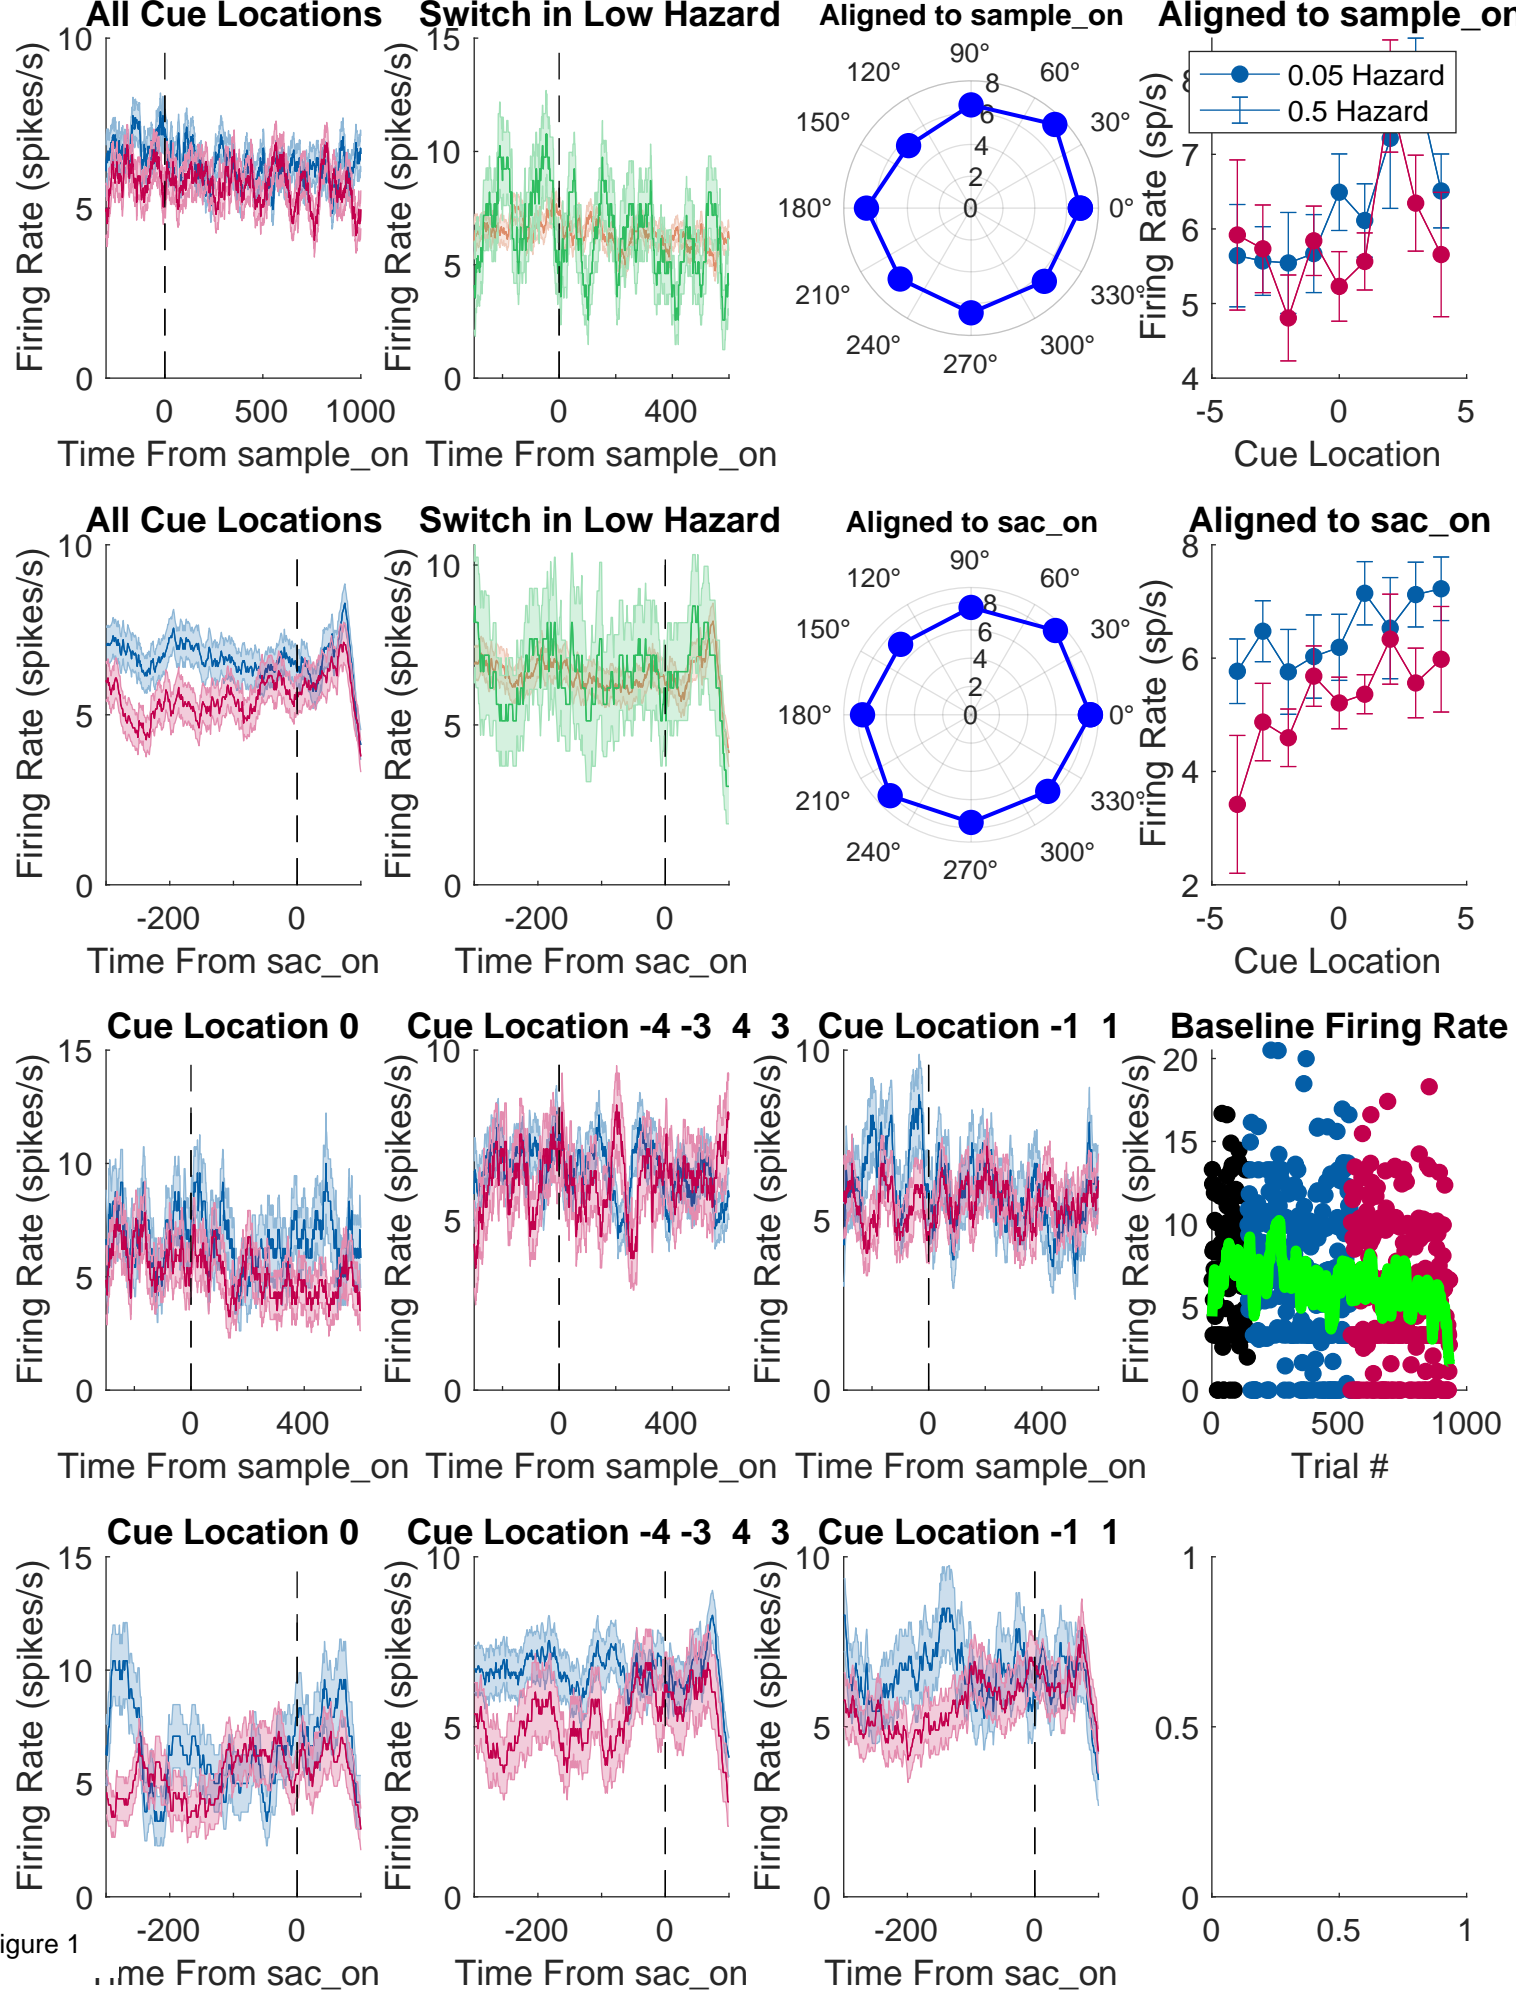 All Cue Locations
10
5
0
Firing Rate (spikes/s)
0 500 1000
Time From sample_on
Switch in Low Hazard
15
10
5
0
Firing Rate (spikes/s)
0 400
Time From sample_on
Aligned to sample_on
90°
120° 60°
150° 30°
180° 0°
210° 330°
240° 300°
270°
8
6
4
2
0
Aligned to sample_on
0.05 Hazard
0.5 Hazard
8
7
6
5
4
Firing Rate (sp/s)
-5 0 5
Cue Location
All Cue Locations
10
5
0
Firing Rate (spikes/s)
-200 0
Time From sac_on
Switch in Low Hazard
10
5
0
Firing Rate (spikes/s)
-200 0
Time From sac_on
Aligned to sac_on
90°
120° 60°
150° 30°
180° 0°
210° 330°
240° 300°
270°
8
6
4
2
0
Aligned to sac_on
8
6
4
2
Firing Rate (sp/s)
-5 0 5
Cue Location
Cue Location 0
15
10
5
0
Firing Rate (spikes/s)
0 400
Time From sample_on
Cue Location -4 -3 4 3
10
5
0
Firing Rate (spikes/s)
0 400
Time From sample_on
Cue Location -1 1
10
5
0
Firing Rate (spikes/s)
0 400
Time From sample_on
Baseline Firing Rate
20
15
10
5
0
Firing Rate (spikes/s)
0 500 1000
Trial #
Cue Location 0
15
10
5
0
Firing Rate (spikes/s)
-200 0
Time From sac_on
Cue Location -4 -3 4 3
10
5
0
Firing Rate (spikes/s)
-200 0
Time From sac_on
Cue Location -1 1
10
5
0
Firing Rate (spikes/s)
-200 0
Time From sac_on
1
0.5
0
0 0.5 1
igure 1